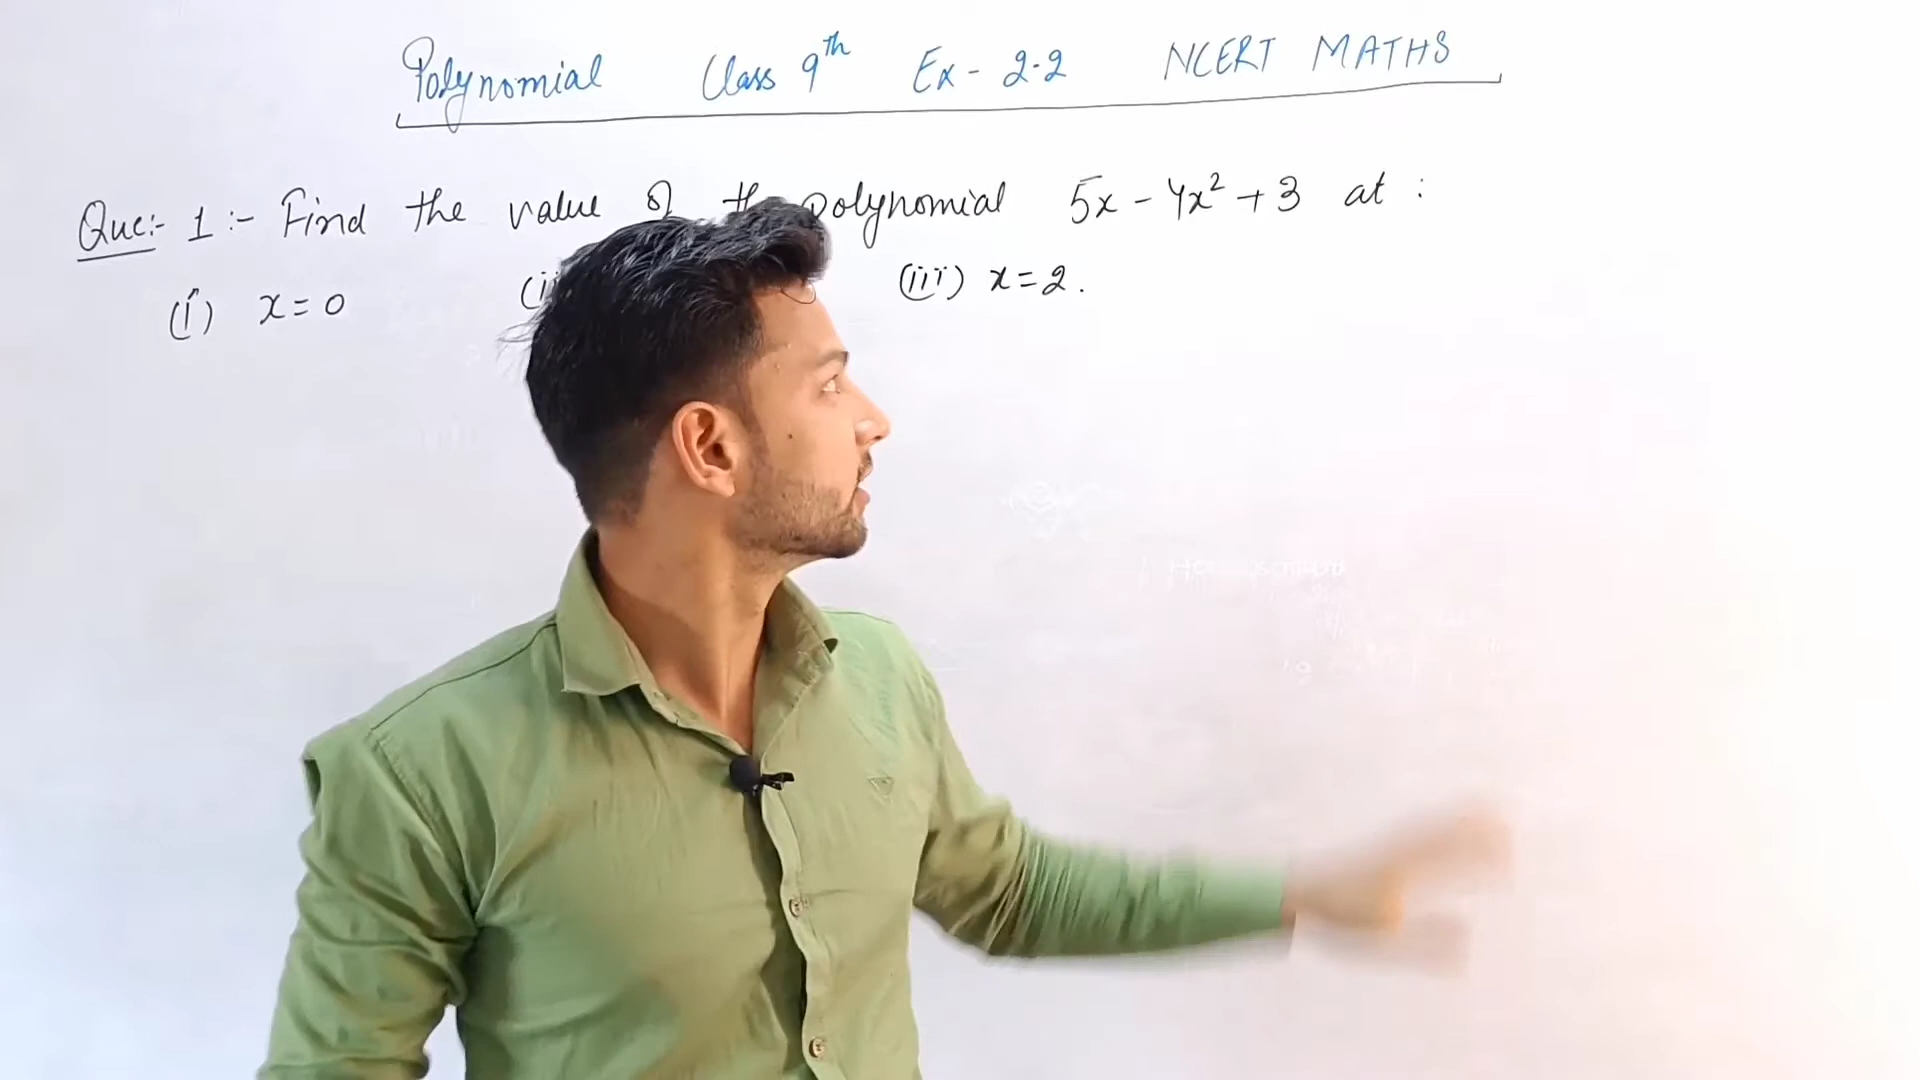 Polynomial Class 9th Ex - 2.2 NCERT MATHS
Que:- 1:- Find the value of the polynomial 5x - 4x² + 3 at :
(i) x = 0 (iii) x = 2.